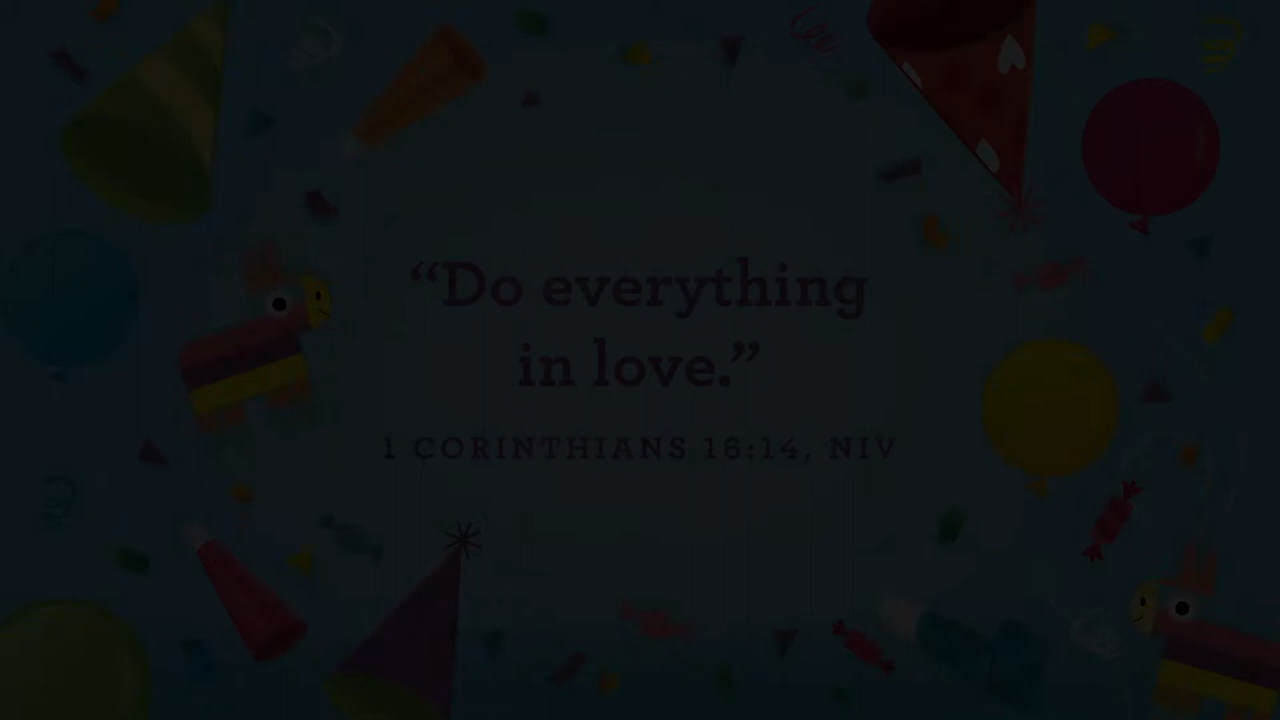 “Do everything
in love.”
1 CORINTHIANS 16:14, NIV